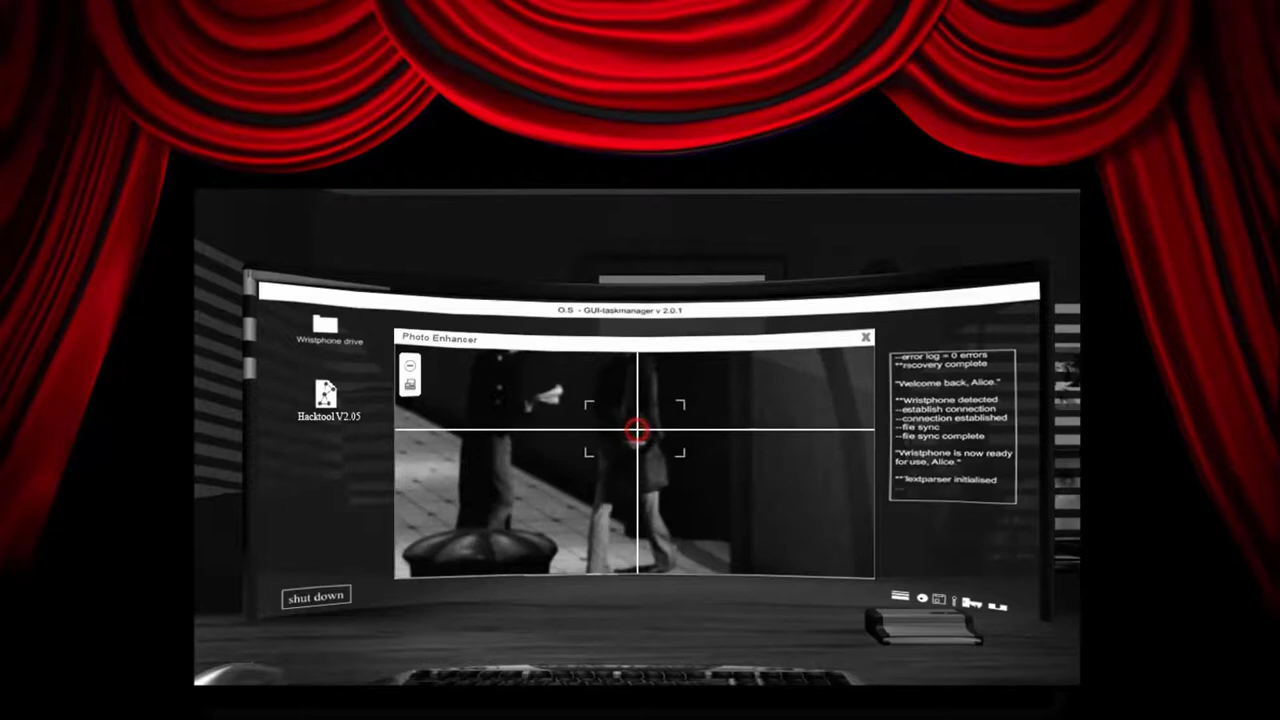 O.S - GUI-taskmanager v 2.0.1
Wristphone drive
Hacktool V2.05
Photo Enhancer
X
--error log = 0 errors
**recovery complete
"Welcome back, Alice."
**Wristphone detected
--establish connection
--connection established
--file sync
--file sync complete
"Wristphone is now ready
for use, Alice."
**Textparser initialised
...
shut down